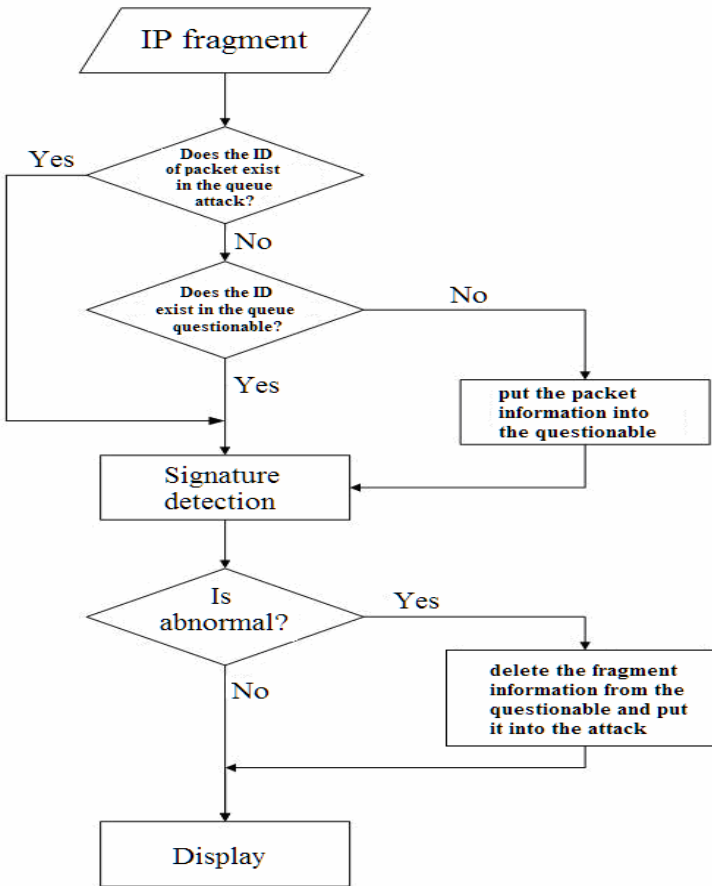 IP fragment
Yes
Does the ID
of packet exist
in the queue
attack?
No
Does the ID
exist in the queue
questionable?
No
Yes
put the packet
information into
the questionable
Signature
detection
Is
abnormal?
Yes
No
delete the fragment
information from the
questionable and put
it into the attack
Display